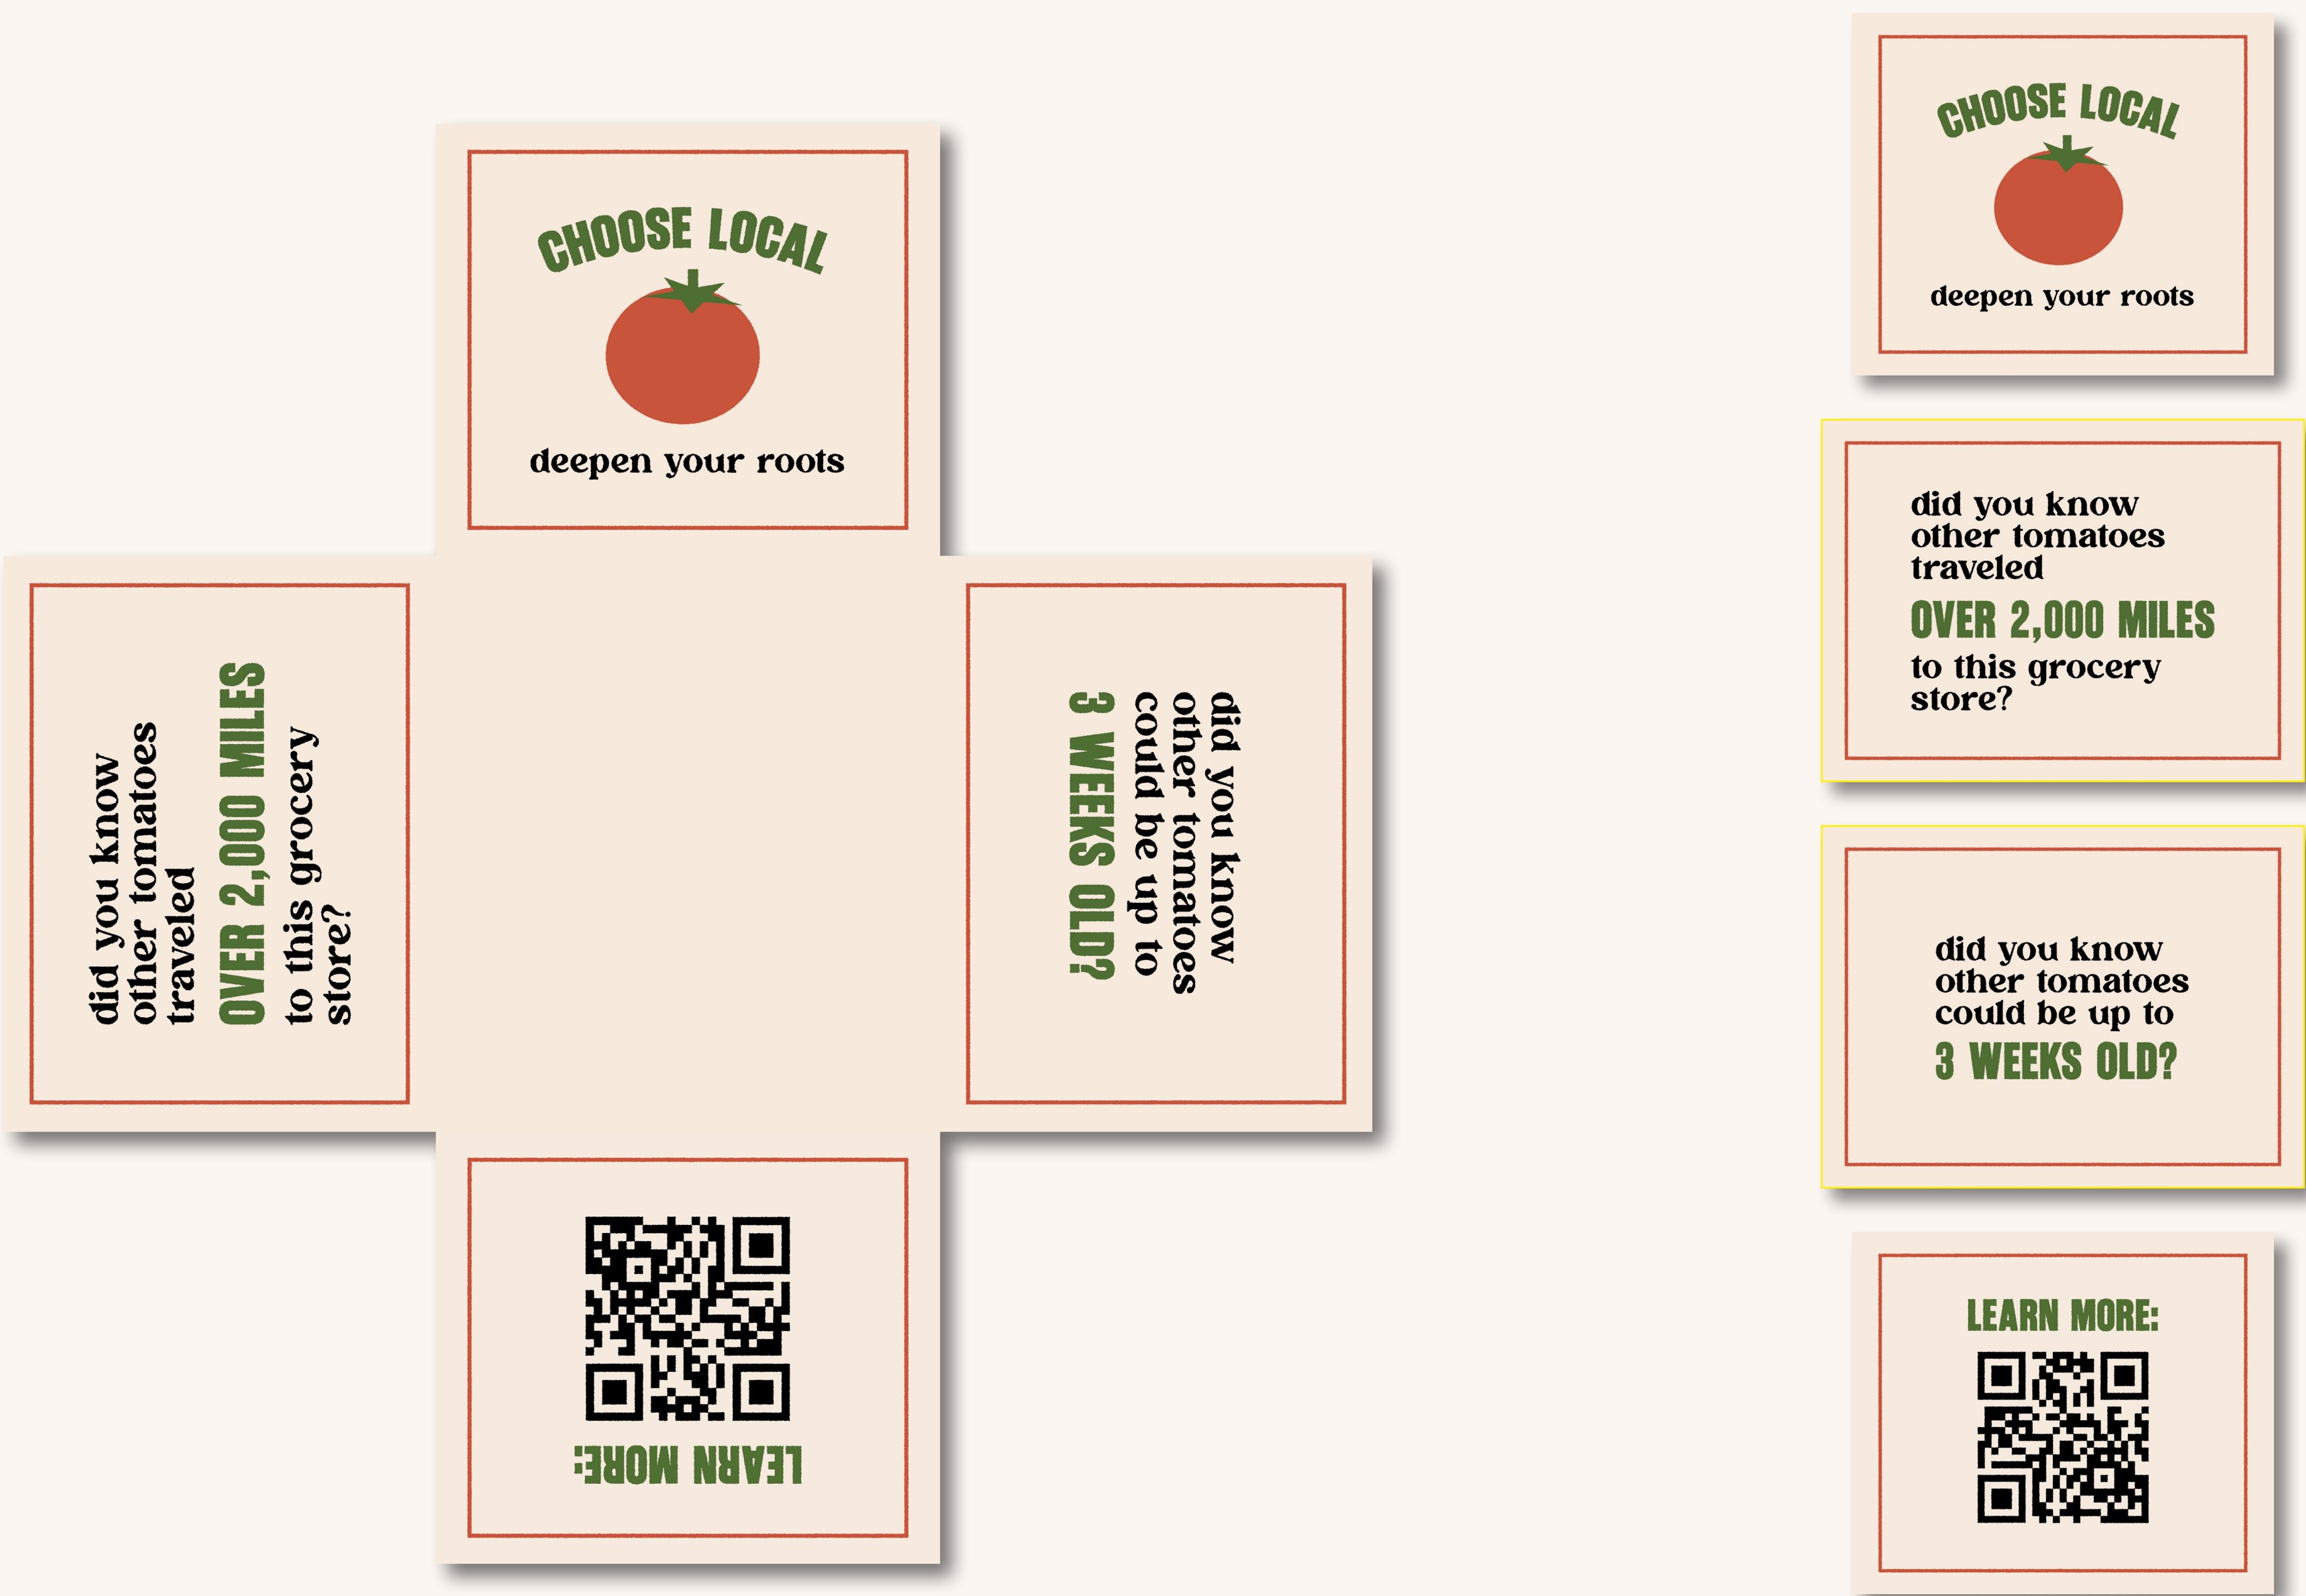 CHOOSE LOCAL
deepen your roots
did you know
other tomatoes
traveled
OVER 2,000 MILES
to this grocery
store?
did you know
other tomatoes
could be up to
3 WEEKS OLD?
LEARN MORE:
CHOOSE LOCAL
deepen your roots
did you know
other tomatoes
traveled
OVER 2,000 MILES
to this grocery
store?
did you know
other tomatoes
could be up to
3 WEEKS OLD?
LEARN MORE: